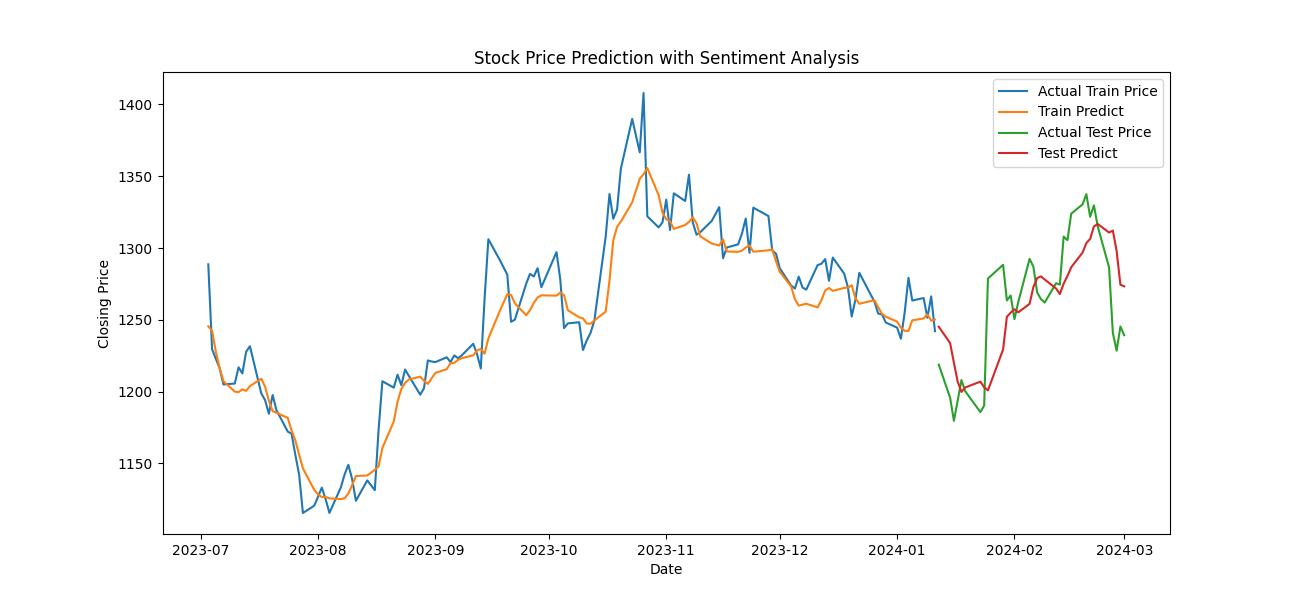 Stock Price Prediction with Sentiment Analysis
Actual Train Price
Train Predict
Actual Test Price
Test Predict
Closing Price
1400
1350
1300
1250
1200
1150
2023-07 2023-08 2023-09 2023-10 2023-11 2023-12 2024-01 2024-02 2024-03
Date